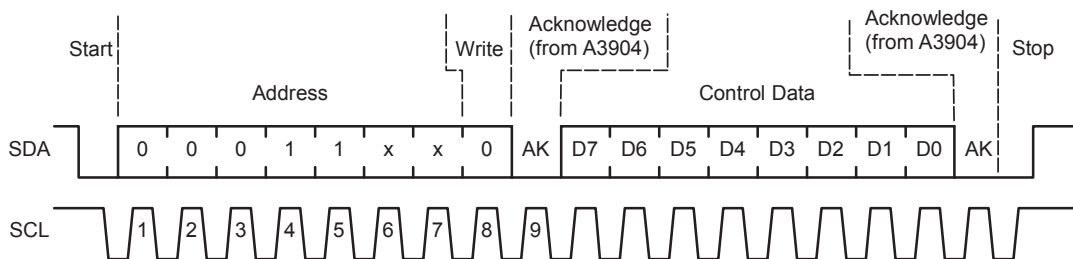 Start
Write
Acknowledge
(from A3904)
Acknowledge
(from A3904)
Stop
Address
Control Data
SDA 0 0 0 1 1 x x 0 AK D7 D6 D5 D4 D3 D2 D1 D0 AK
SCL 1 2 3 4 5 6 7 8 9